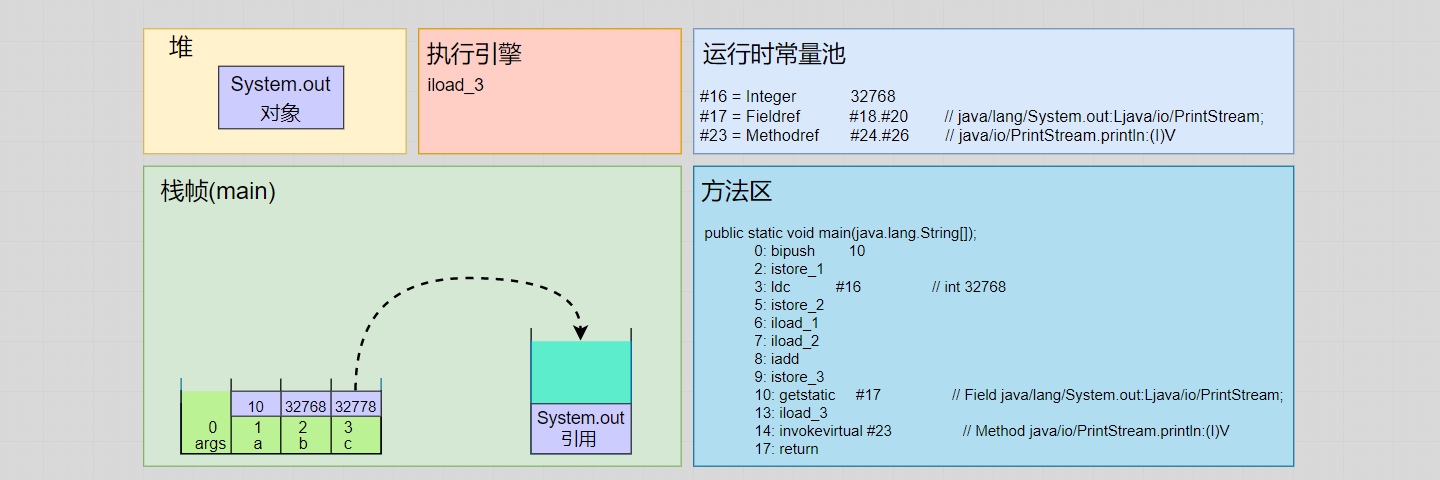 堆
System.out
对象
执行引擎
iload_3
运行时常量池
#16 = Integer 32768
#17 = Fieldref #18.#20 // java/lang/System.out:Ljava/io/PrintStream;
#23 = Methodref #24.#26 // java/io/PrintStream.println:(I)V
栈帧(main)
10 32768 32778
0 1 2 3
args a b c
System.out
引用
方法区
public static void main(java.lang.String[]);
0: bipush 10
2: istore_1
3: ldc #16 // int 32768
5: istore_2
6: iload_1
7: iload_2
8: iadd
9: istore_3
10: getstatic #17 // Field java/lang/System.out:Ljava/io/PrintStream;
13: iload_3
14: invokevirtual #23 // Method java/io/PrintStream.println:(I)V
17: return